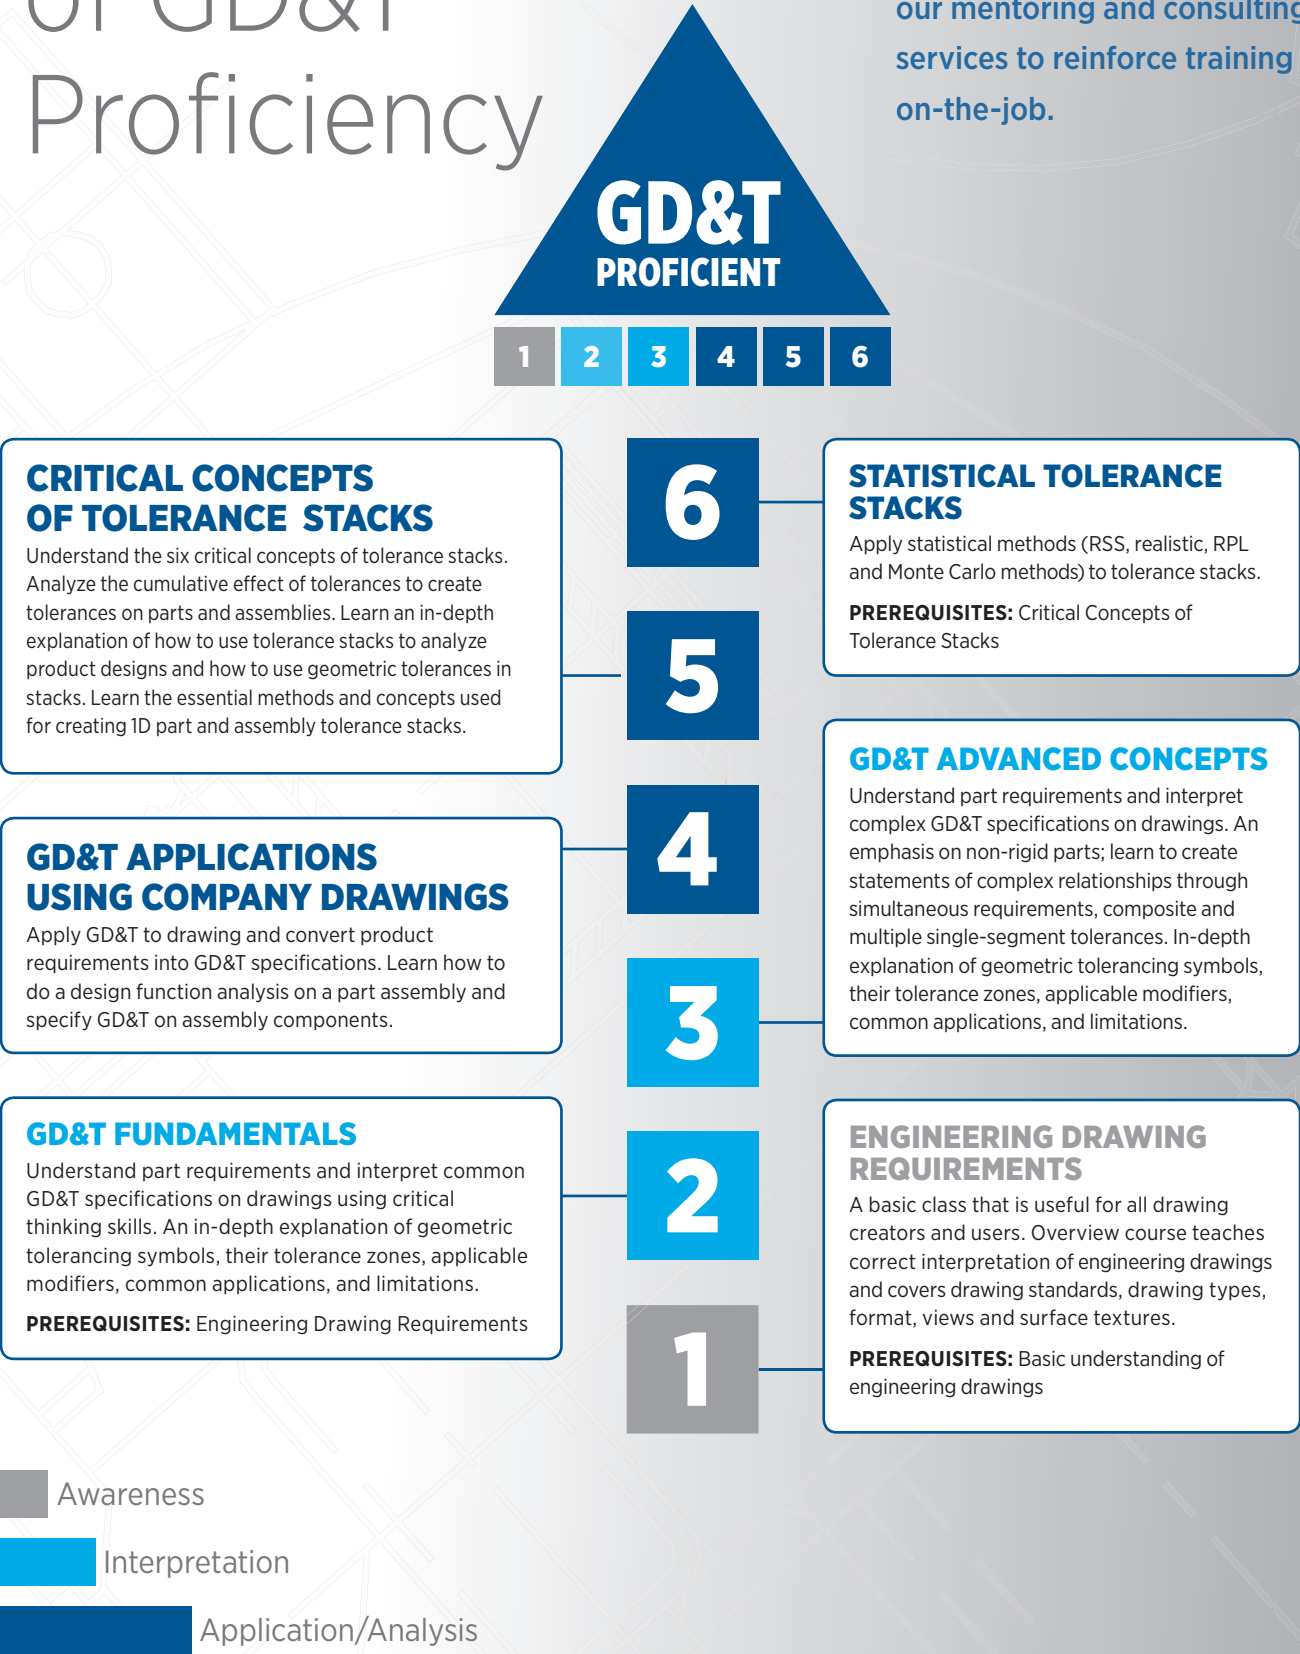 of GD&T
Proficiency
our mentoring and consulting
services to reinforce training
on-the-job.
GD&T
PROFICIENT
1 2 3 4 5 6
CRITICAL CONCEPTS
OF TOLERANCE STACKS
Understand the six critical concepts of tolerance stacks.
Analyze the cumulative effect of tolerances to create
tolerances on parts and assemblies. Learn an in-depth
explanation of how to use tolerance stacks to analyze
product designs and how to use geometric tolerances in
stacks. Learn the essential methods and concepts used
for creating 1D part and assembly tolerance stacks.
6
STATISTICAL TOLERANCE
STACKS
Apply statistical methods (RSS, realistic, RPL
and Monte Carlo methods) to tolerance stacks.
PREREQUISITES: Critical Concepts of
Tolerance Stacks
5
GD&T ADVANCED CONCEPTS
Understand part requirements and interpret
complex GD&T specifications on drawings. An
emphasis on non-rigid parts; learn to create
statements of complex relationships through
simultaneous requirements, composite and
multiple single-segment tolerances. In-depth
explanation of geometric tolerancing symbols,
their tolerance zones, applicable modifiers,
common applications, and limitations.
4
GD&T APPLICATIONS
USING COMPANY DRAWINGS
Apply GD&T to drawing and convert product
requirements into GD&T specifications. Learn how to
do a design function analysis on a part assembly and
specify GD&T on assembly components.
3
GD&T FUNDAMENTALS
Understand part requirements and interpret common
GD&T specifications on drawings using critical
thinking skills. An in-depth explanation of geometric
tolerancing symbols, their tolerance zones, applicable
modifiers, common applications, and limitations.
PREREQUISITES: Engineering Drawing Requirements
2
ENGINEERING DRAWING
REQUIREMENTS
A basic class that is useful for all drawing
creators and users. Overview course teaches
correct interpretation of engineering drawings
and covers drawing standards, drawing types,
format, views and surface textures.
PREREQUISITES: Basic understanding of
engineering drawings
1
Awareness
Interpretation
Application/Analysis